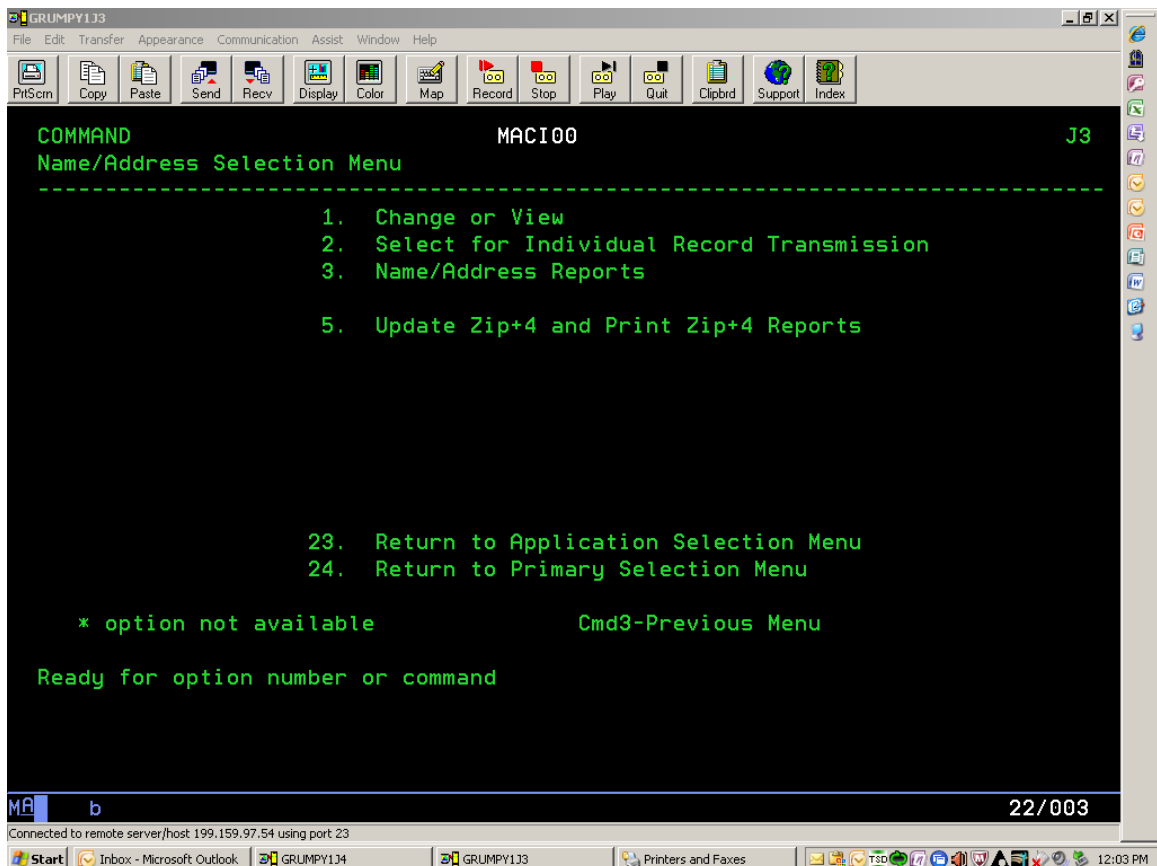 GRUMPY1J3
File Edit Transfer Appearance Communication Assist Window Help
PrtScrn Copy Paste Send Recv Display Color Map Record Stop Play Quit Clipbrd Support Index
COMMAND MACI00 J3
Name/Address Selection Menu
--------------------------------------------------------------------------------
1. Change or View
2. Select for Individual Record Transmission
3. Name/Address Reports
5. Update Zip+4 and Print Zip+4 Reports
23. Return to Application Selection Menu
24. Return to Primary Selection Menu
* option not available Cmd3-Previous Menu
Ready for option number or command
MA b 22/003
Connected to remote server/host 199.159.97.54 using port 23
Start Inbox - Microsoft Outlook GRUMPY1J4 GRUMPY1J3 Printers and Faxes TSD 12:03 PM